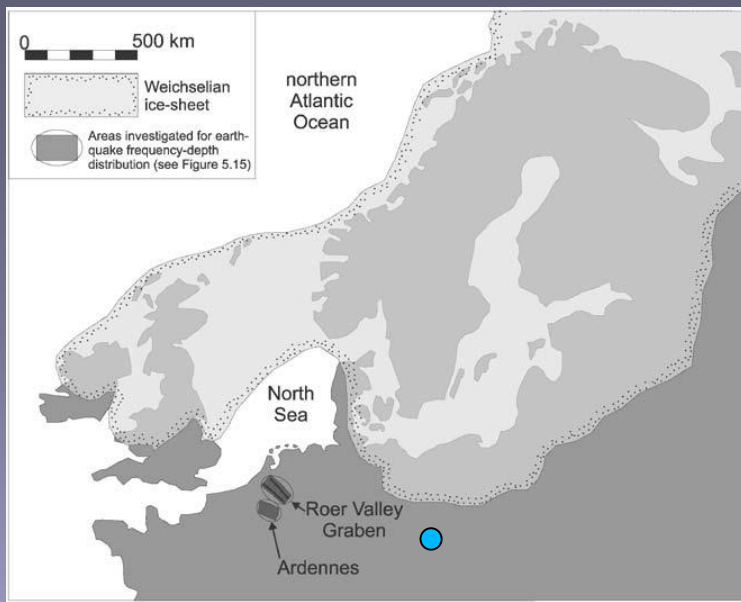 0 500 km
Weichselian
ice-sheet
Areas investigated for earth-
quake frequency-depth
distribution (see Figure 5.15)
northern
Atlantic
Ocean
North
Sea
Roer Valley
Graben
Ardennes